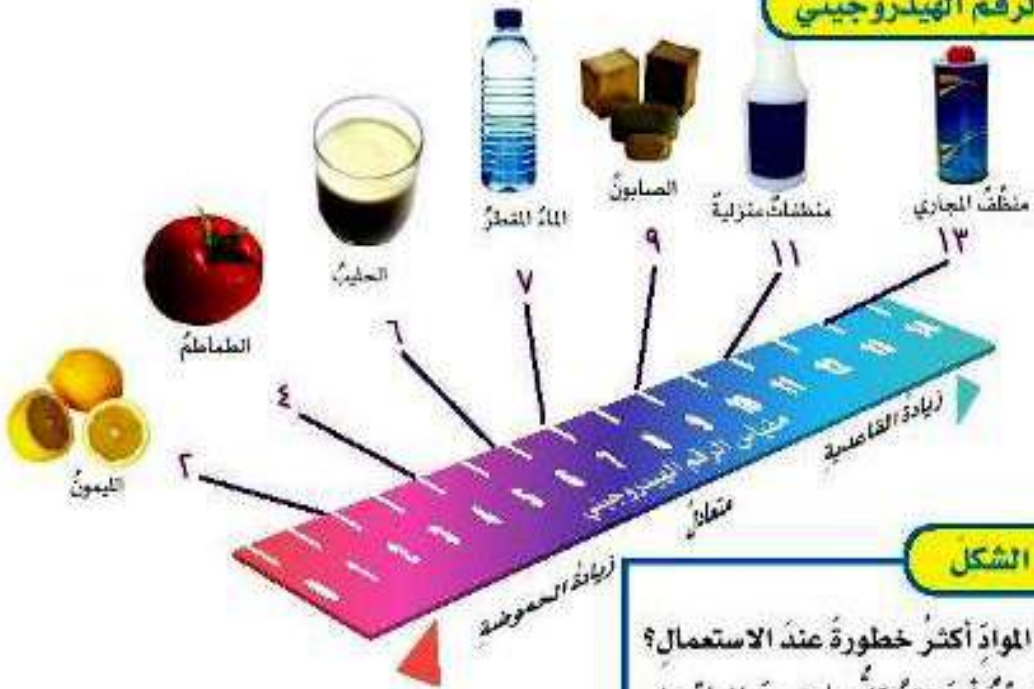 الرقم الهيدروجيني
منظفُ المجاري
١٣
منظفاتٌ منزليةٌ
١١
الصابونُ
٩
الماءُ المقطرُ
٧
الحليبُ
٦
الطماطمُ
٤
الليمونُ
٢
مقياس الرقم الهيدروجيني
زيادةُ القاعديةِ
متعادلٌ
زيادةُ الحموضةِ
الشكلَ
الموادِّ أكثرُ خطورةً عندَ الاستعمالِ؟